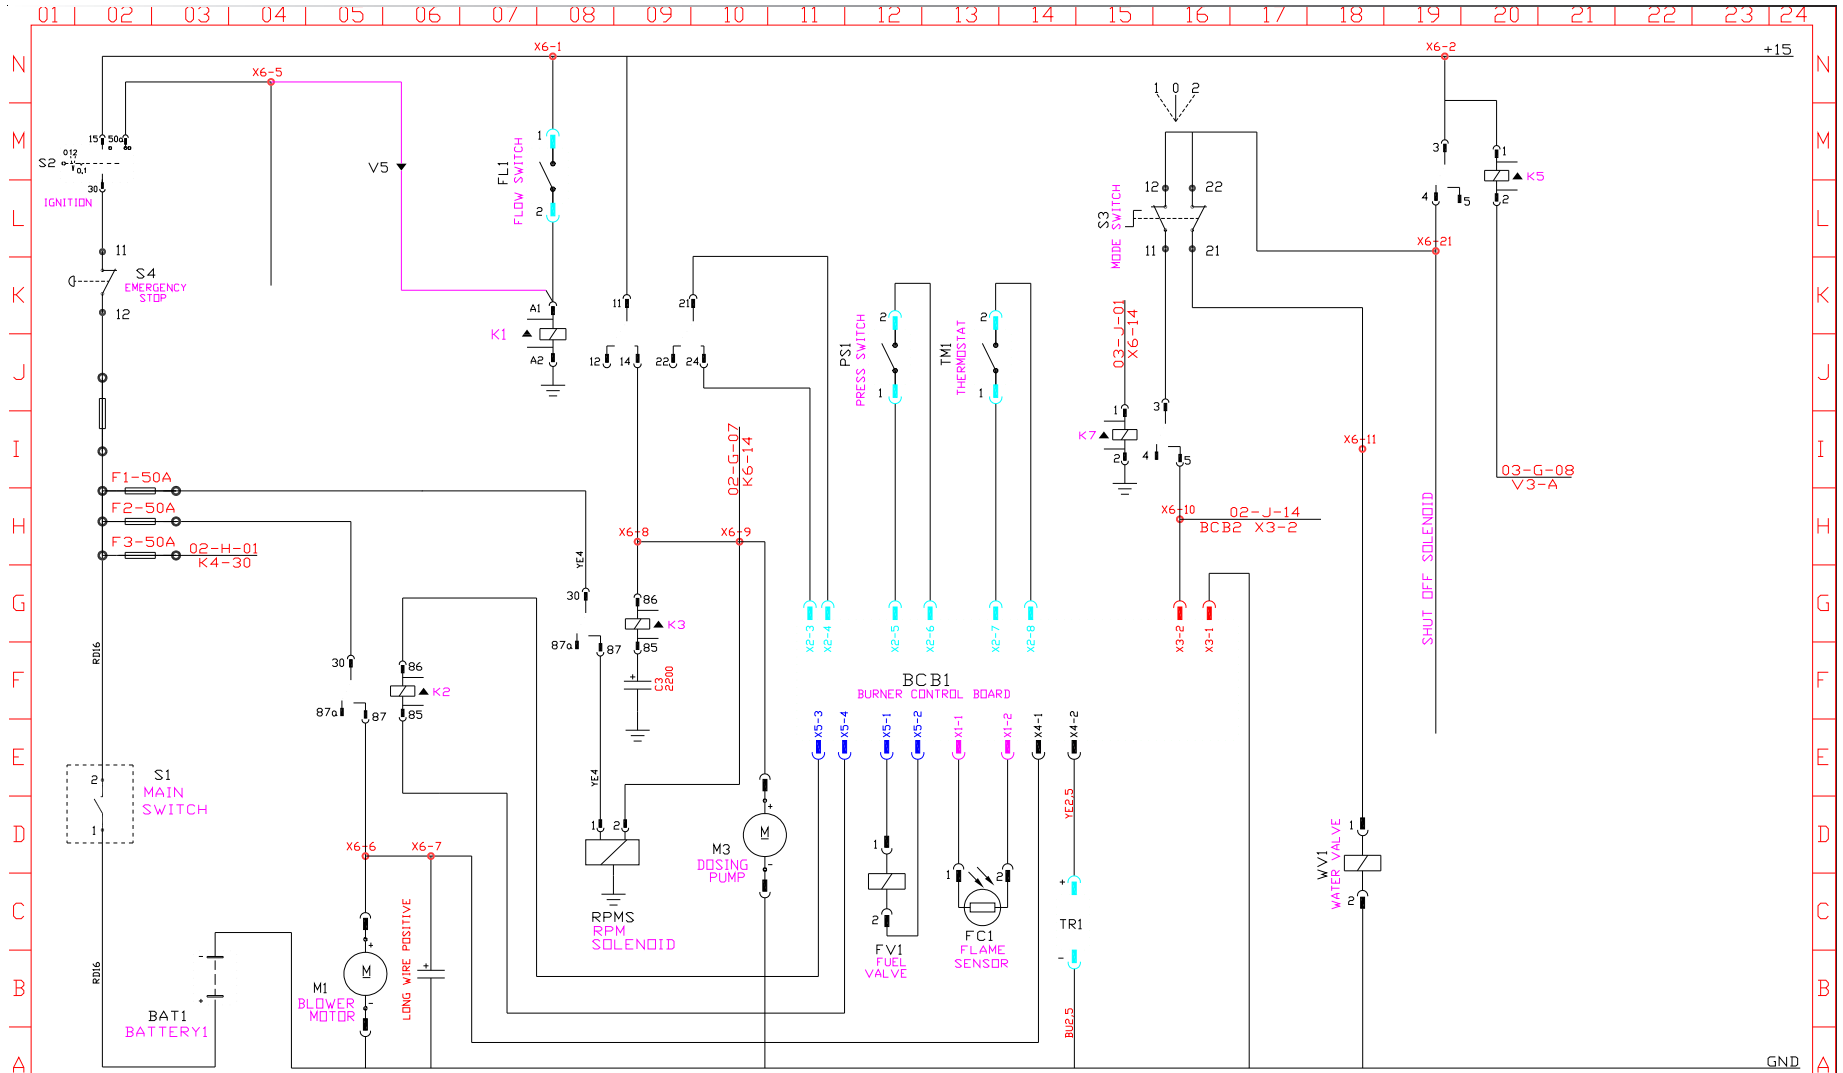 01 02 03 04 05 06 07 08 09 10 11 12 13 14 15 16 17 18 19 20 21 22 23 24
N
M
L
K
J
I
H
G
F
E
D
C
B
A
N
M
L
K
J
I
H
G
F
E
D
C
B
A
X6-5
X6-1
X6-2
+15
15
50a
S2
012
0,1
30
IGNITION
11
S4
EMERGENCY
STOP
12
V5
FL1
FLOW SWITCH
1
2
K1
A1
A2
11
21
12
14
22
24
PS1
PRESS SWITCH
2
1
TM1
THERMOSTAT
2
1
1 0 2
S3
MODE SWITCH
12
22
11
21
3
4
5
1
2
K5
X6-21
03-J-01
X6-14
K7
1
2
3
4
5
X6-11
03-G-08
V3-A
F1-50A
F2-50A
F3-50A
02-H-01
K4-30
02-G-07
K6-14
X6-8
X6-9
X6-10
02-J-14
BCB2 X3-2
SHUT OFF SOLENOID
YE4
30
87a
87
86
85
K3
C3
2200
X2-3
X2-4
X2-5
X2-6
X2-7
X2-8
X3-2
X3-1
RD16
30
87a
87
86
85
K2
BCB1
BURNER CONTROL BOARD
X5-3
X5-4
X5-1
X5-2
X1-1
X1-2
X4-1
X4-2
S1
MAIN
SWITCH
2
1
YE4
1
2
RPMS
RPM
SOLENOID
M
+
-
M3
DOSING
PUMP
1
2
FV1
FUEL
VALVE
1
2
FC1
FLAME
SENSOR
YE2,5
+
TR1
-
BU2,5
WV1
WATER VALVE
1
2
X6-6
X6-7
LONG WIRE POSITIVE
+
M
+
-
M1
BLOWER
MOTOR
RD16
-
+
BAT1
BATTERY1
GND